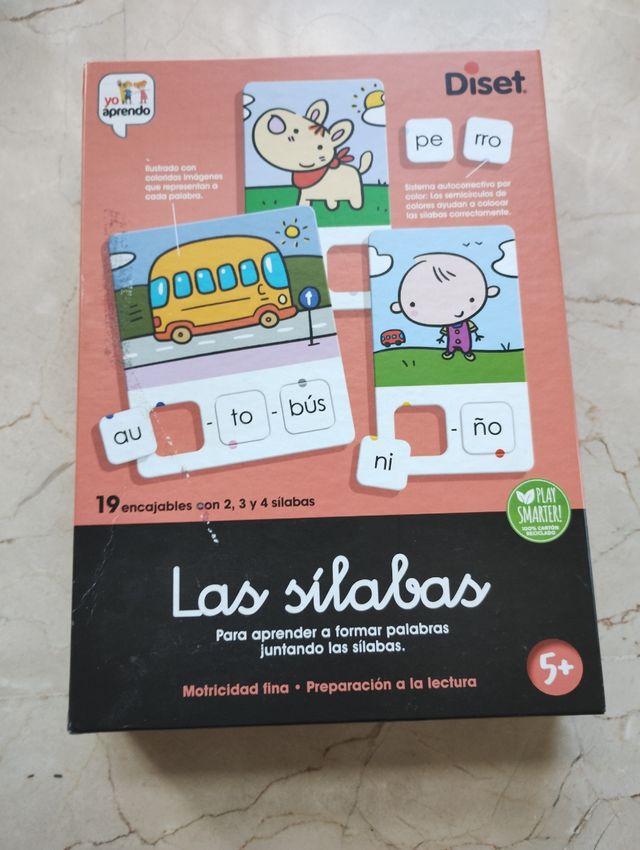 yo
aprendo
Diset
pe
rro
Ilustrado con
coloridas imágenes
que representan a
cada palabra.
Sistema autocorrectivo por
color: Los semicírculos de
colores ayudan a colocar
las sílabas correctamente.
au
- to - bús
ni
- ño
19 encajables con 2, 3 y 4 sílabas
PLAY
SMARTER!
100% CARTÓN
RECICLADO
Las sílabas
Para aprender a formar palabras
juntando las sílabas.
5+
Motricidad fina • Preparación a la lectura